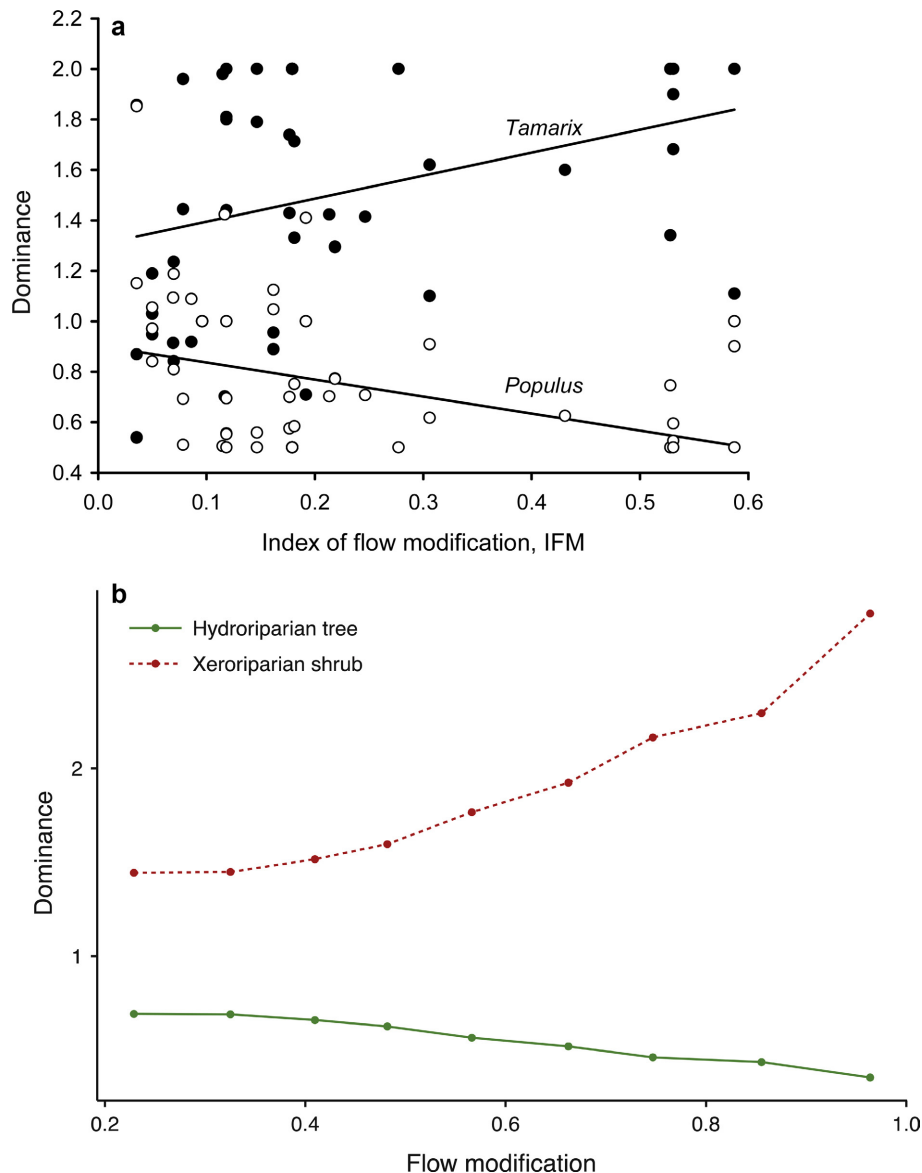 a
2.2
2.0
1.8
1.6
1.4
1.2
1.0
0.8
0.6
0.4
Dominance
Tamarix
Populus
0.0 0.1 0.2 0.3 0.4 0.5 0.6
Index of flow modification, IFM
b
Hydroriparian tree
Xeroriparian shrub
2
1
Dominance
0.2 0.4 0.6 0.8 1.0
Flow modification